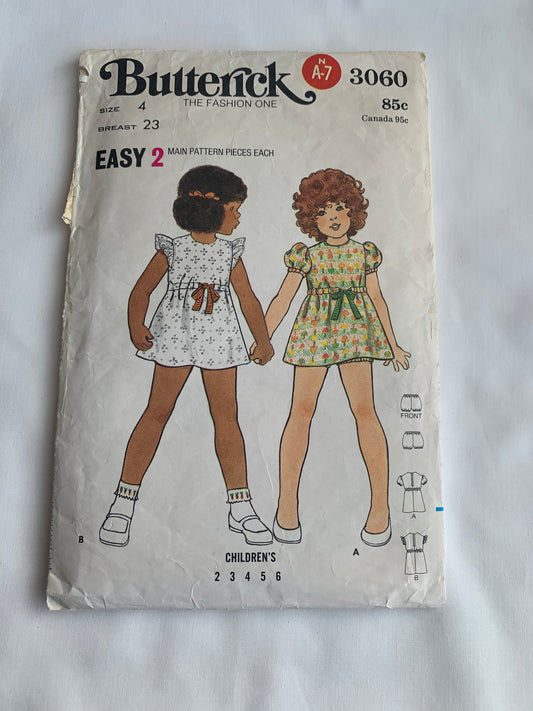 Butterick
N
A-7
3060
THE FASHION ONE
SIZE 4
85c
Canada 95c
BREAST 23
EASY 2 MAIN PATTERN PIECES EACH
FRONT
A
B
CHILDREN'S
A
B
2 3 4 5 6